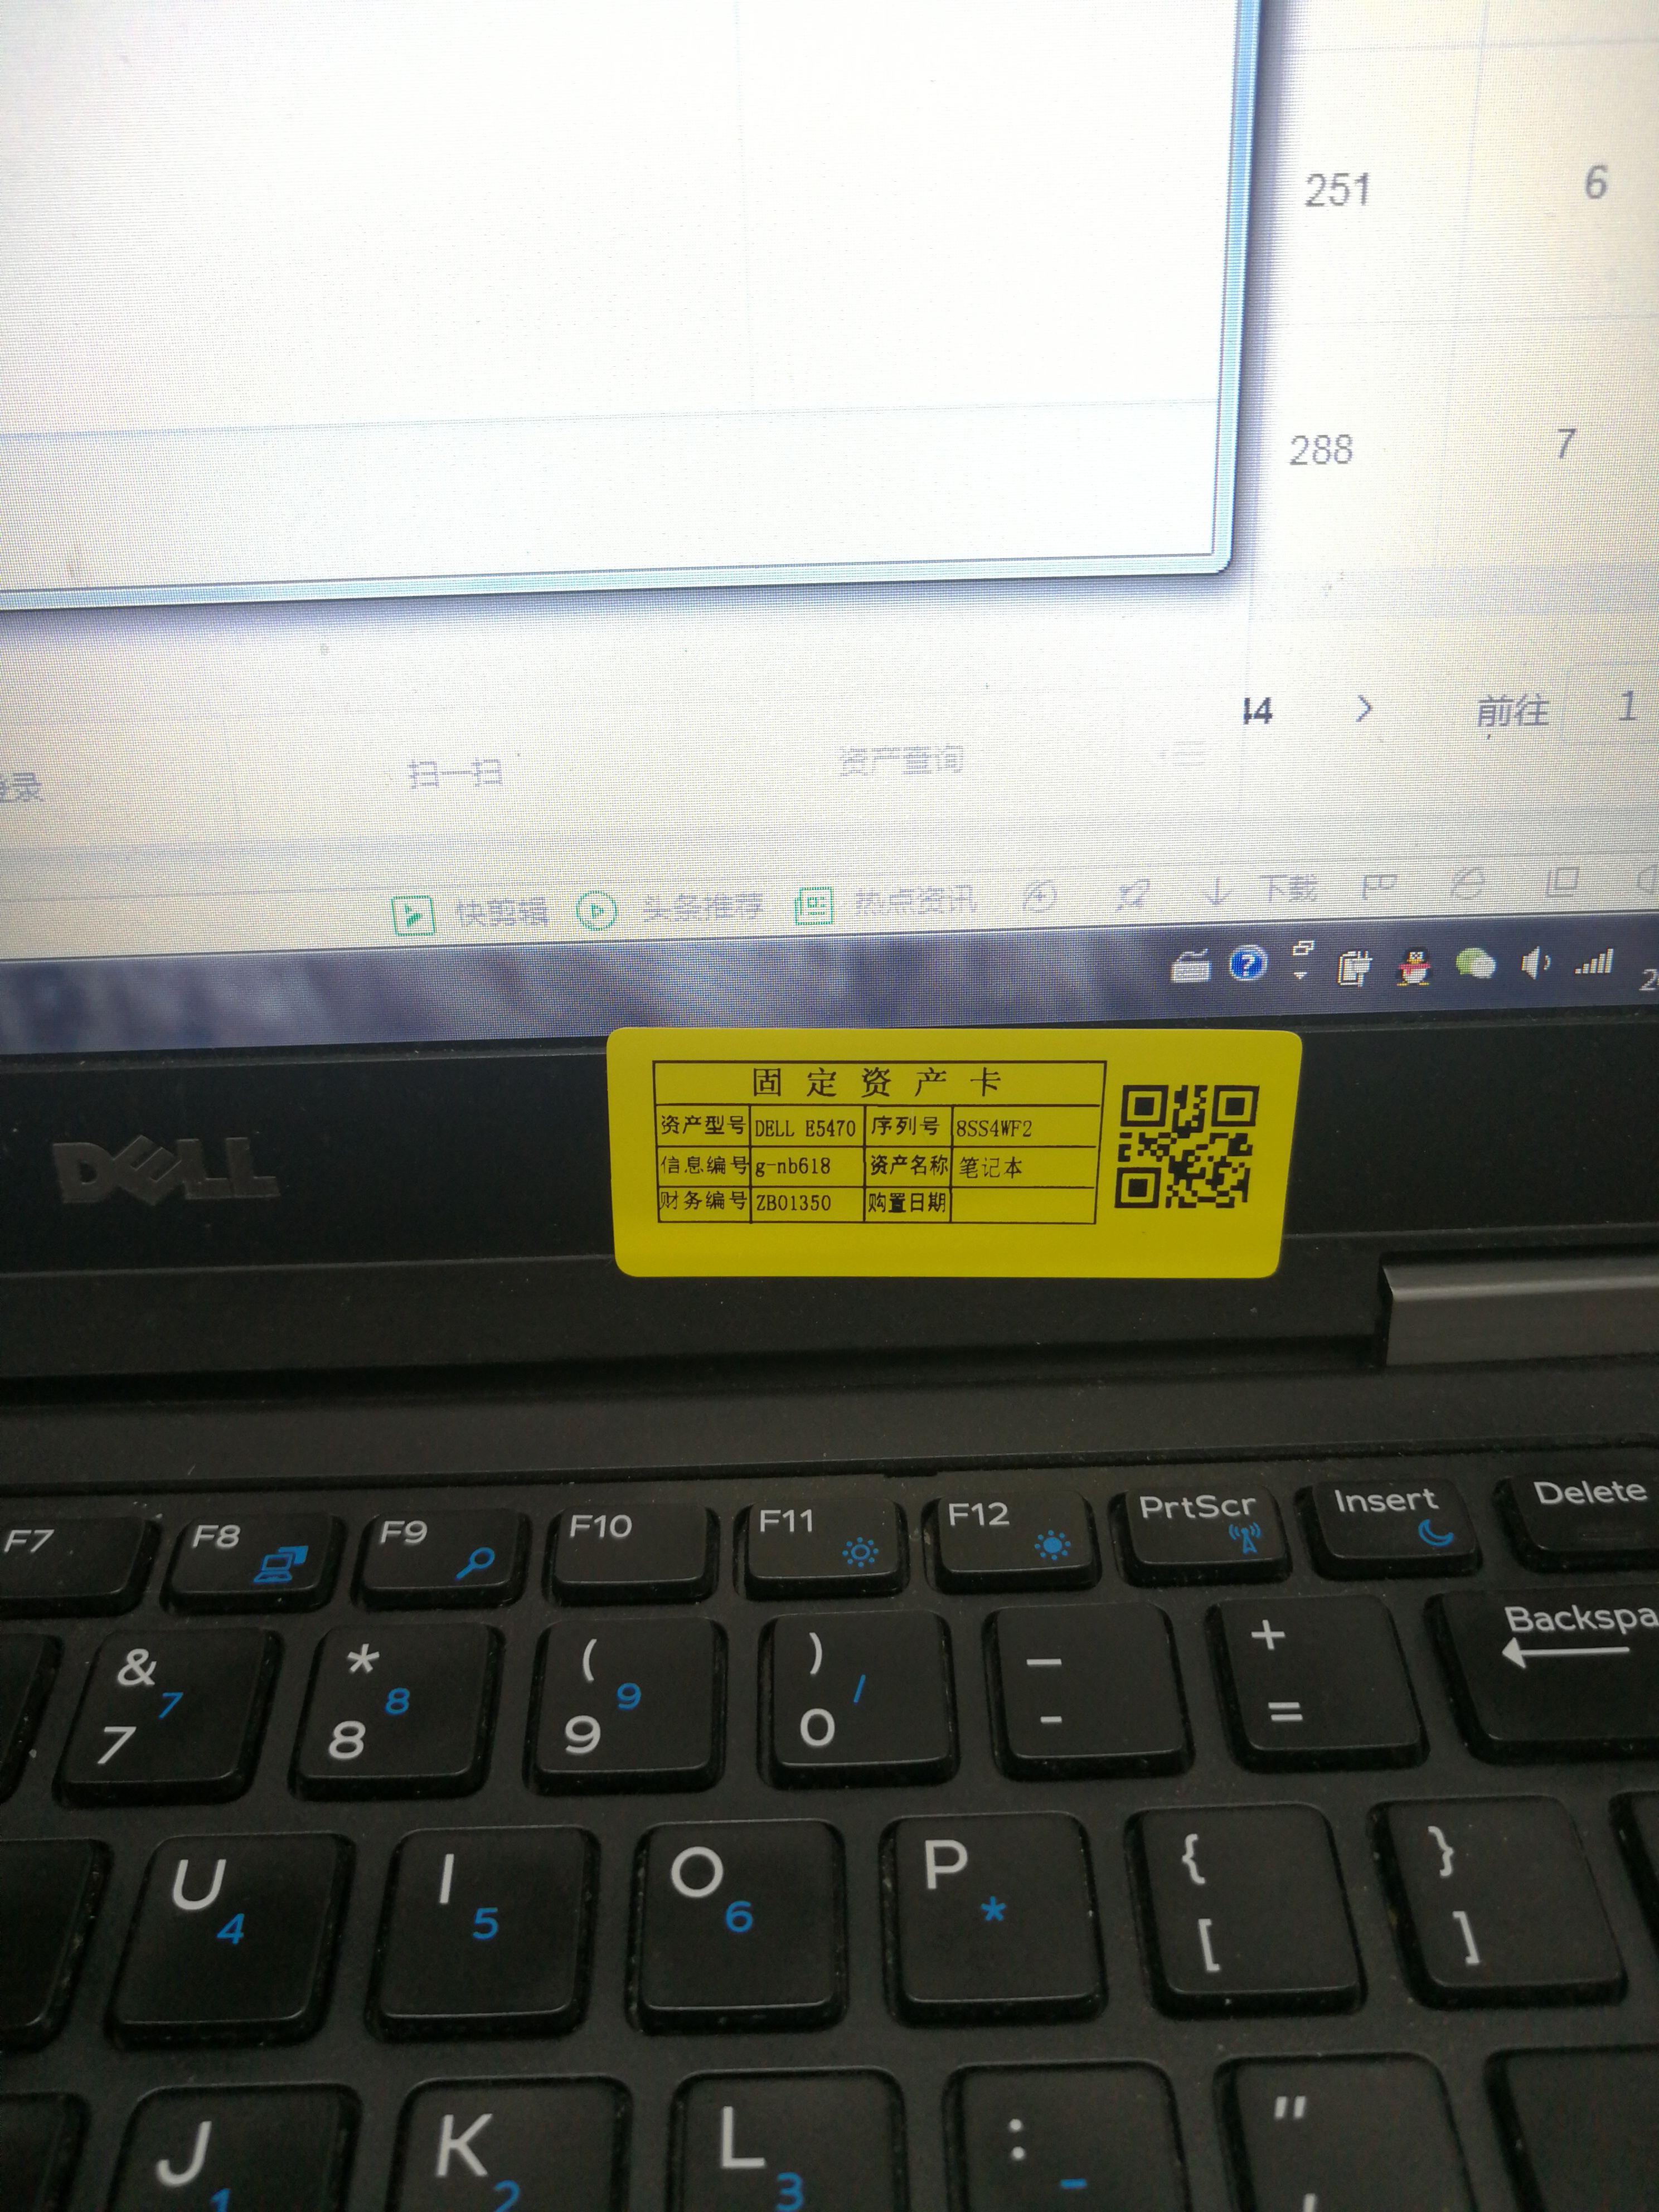 251 6
288 7
44 > 前往 1
登录 扫一扫 资产查询
快剪辑 头条推荐 热点资讯 下载
DELL
固定资产卡
资产型号 DELL E5470 序列号 8SS4WF2
信息编号 g-nb618 资产名称 笔记本
财务编号 ZB01350 购置日期
F7 F8 F9 F10 F11 F12 PrtScr Insert Delete
& 7 7 * 8 8 ( 9 9 ) / 0 — - + = Backspa
U 4 I 5 O 6 P * { [ } ]
J 1 K 2 L 3 : - "